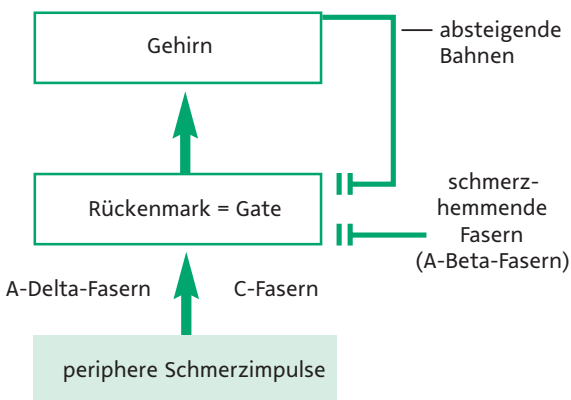 Gehirn
absteigende
Bahnen
Rückenmark = Gate
schmerz-
hemmende
Fasern
(A-Beta-Fasern)
A-Delta-Fasern
C-Fasern
periphere Schmerzimpulse